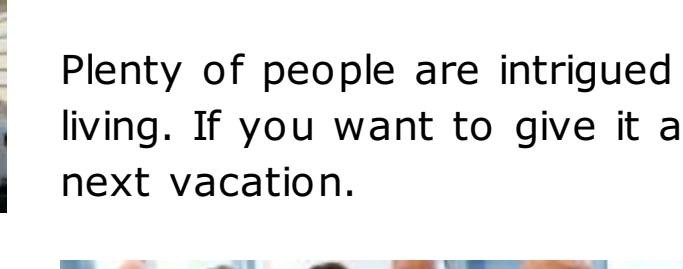 Plenty of people are intrigued
living. If you want to give it a
next vacation.